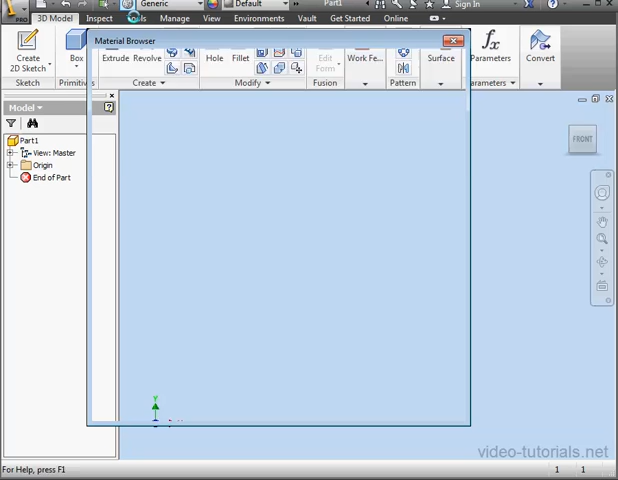 Generic Default Part1 Sign In
PRO 3D Model Inspect Manage View Environments Vault Get Started Online
Material Browser
Create 2D Sketch Box Extrude Revolve Hole Fillet Edit Form Work Fe... Surface Parameters Convert
Sketch Primitives Create Modify Fusion Pattern Parameters
Model
Part1
View: Master
Origin
End of Part
FRONT
Y
video-tutorials.net
For Help, press F1 1 1